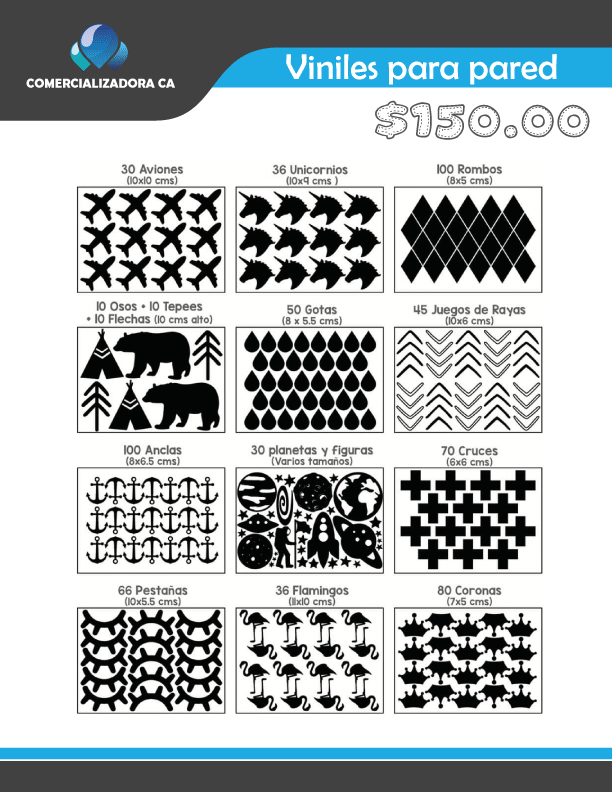 COMERCIALIZADORA CA
Viniles para pared
$150.00
30 Aviones
(10x10 cms)
36 Unicornios
(10x9 cms )
100 Rombos
(8x5 cms)
10 Osos + 10 Tepees
+ 10 Flechas (10 cms alto)
50 Gotas
(8 x 5.5 cms)
45 Juegos de Rayas
(10x6 cms)
100 Anclas
(8x6.5 cms)
30 planetas y figuras
(Varios tamaños)
70 Cruces
(6x6 cms)
66 Pestañas
(10x5.5 cms)
36 Flamingos
(11x10 cms)
80 Coronas
(7x5 cms)